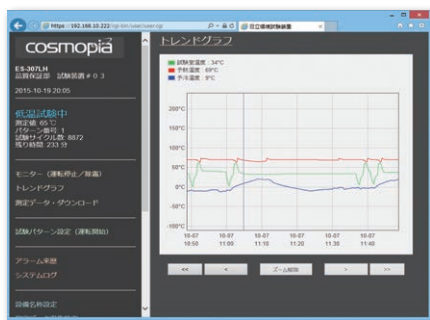 https://192.168.10.222/cgi-bin/user/user.cgi
日立環境試験装置
cosmopia
ES-307LH
品質保証部 試験装置#03
2015-10-19 20:05
低温試験中
測定値 65℃
パターン番号 1
試験サイクル数 8872
残り時間 233 分
モニター (運転停止/除霜)
トレンドグラフ
測定データ・ダウンロード
試験パターン設定 (運転開始)
アラーム来歴
システムログ
設備名称設定
トレンドグラフ
試験室温度 : 34℃
予熱温度 : 69℃
予冷温度 : 9℃
200℃
150℃
100℃
50℃
0℃
-50℃
-100℃
10-07 10-07 10-07 10-07 10-07 10-07
10:50 11:00 11:10 11:20 11:30 11:40
<< < ズーム解除 > >>